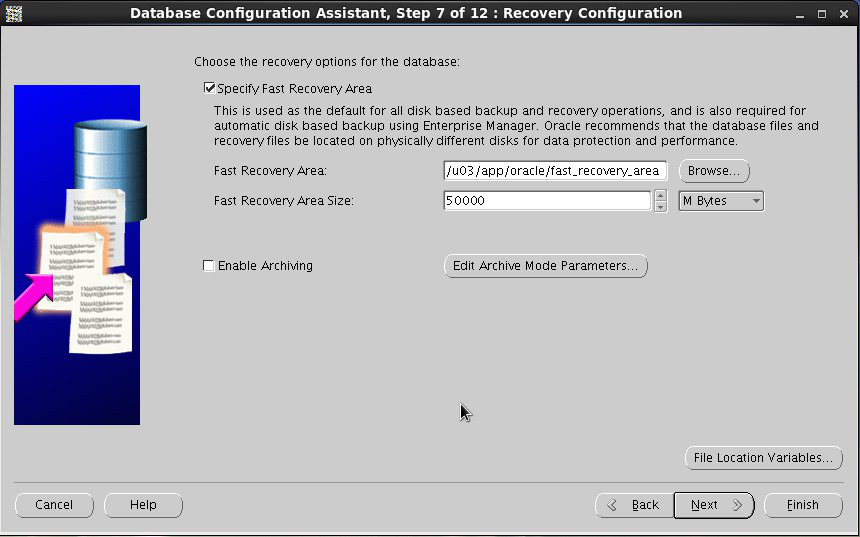 Database Configuration Assistant, Step 7 of 12 : Recovery Configuration
Choose the recovery options for the database:
Specify Fast Recovery Area
This is used as the default for all disk based backup and recovery operations, and is also required for
automatic disk based backup using Enterprise Manager. Oracle recommends that the database files and
recovery files be located on physically different disks for data protection and performance.
Fast Recovery Area: /u03/app/oracle/fast_recovery_area Browse...
Fast Recovery Area Size: 50000 M Bytes
Enable Archiving Edit Archive Mode Parameters...
File Location Variables...
Cancel Help Back Next Finish